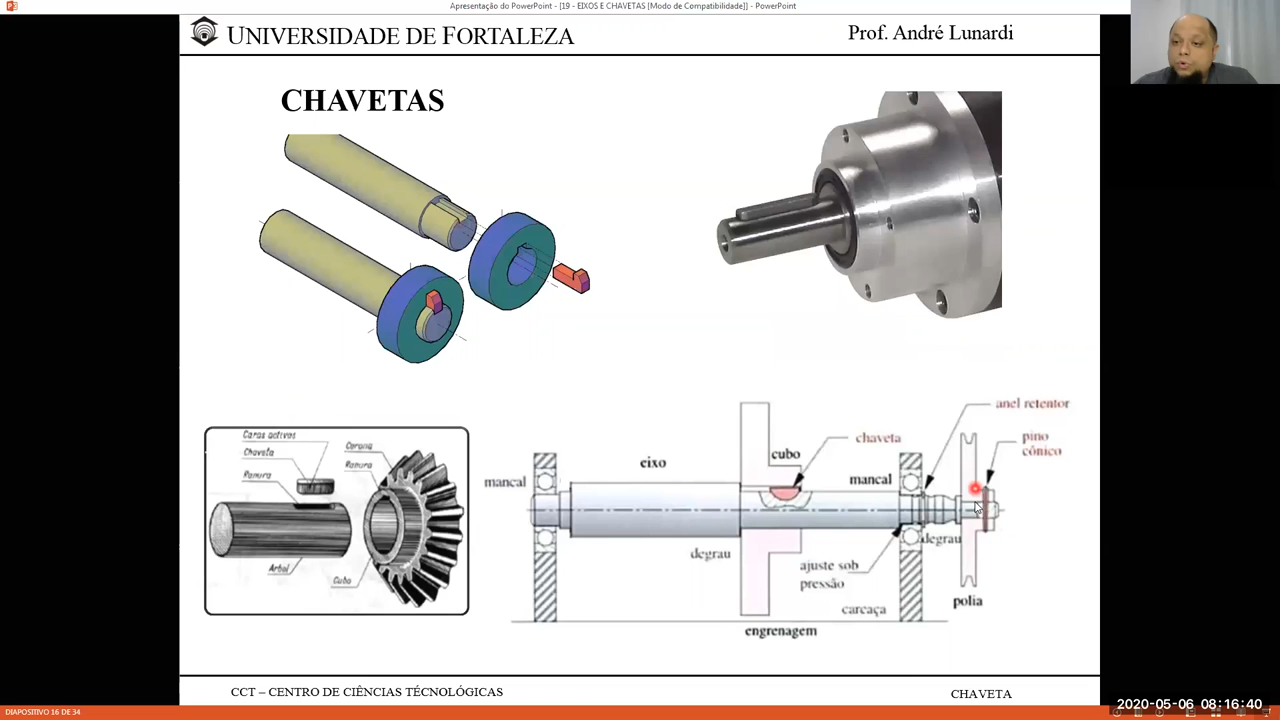 Apresentação do PowerPoint - [19 - EIXOS E CHAVETAS [Modo de Compatibilidade]] - PowerPoint
UNIVERSIDADE DE FORTALEZA
Prof. André Lunardi
CHAVETAS
Caras activas
Chaveta
Ranura
Corona
Ranura
Arbol
Cubo
anel retentor
pino
cônico
chaveta
cubo
eixo
mancal
mancal
degrau
degrau
ajuste sob
pressão
carcaça
polia
engrenagem
CCT – CENTRO DE CIÊNCIAS TÉCNOLÓGICAS
CHAVETA
2020-05-06 08:16:40
DIAPOSITIVO 16 DE 34